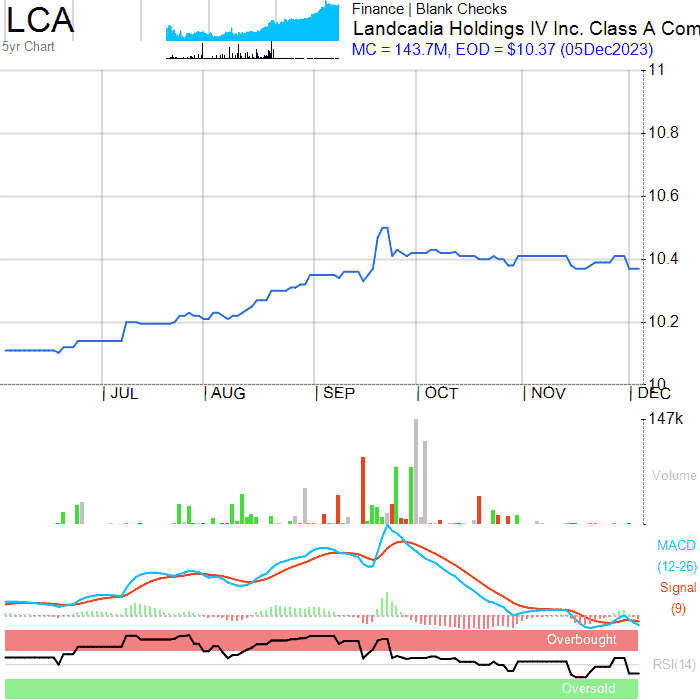 LCA
5yr Chart
Finance | Blank Checks
Landcadia Holdings IV Inc. Class A Com
MC = 143.7M, EOD = $10.37 (05Dec2023)
11
10.8
10.6
10.4
10.2
10
JUL AUG SEP OCT NOV DEC
147k
Volume
MACD
(12-26)
Signal
(9)
Overbought
RSI(14)
Oversold